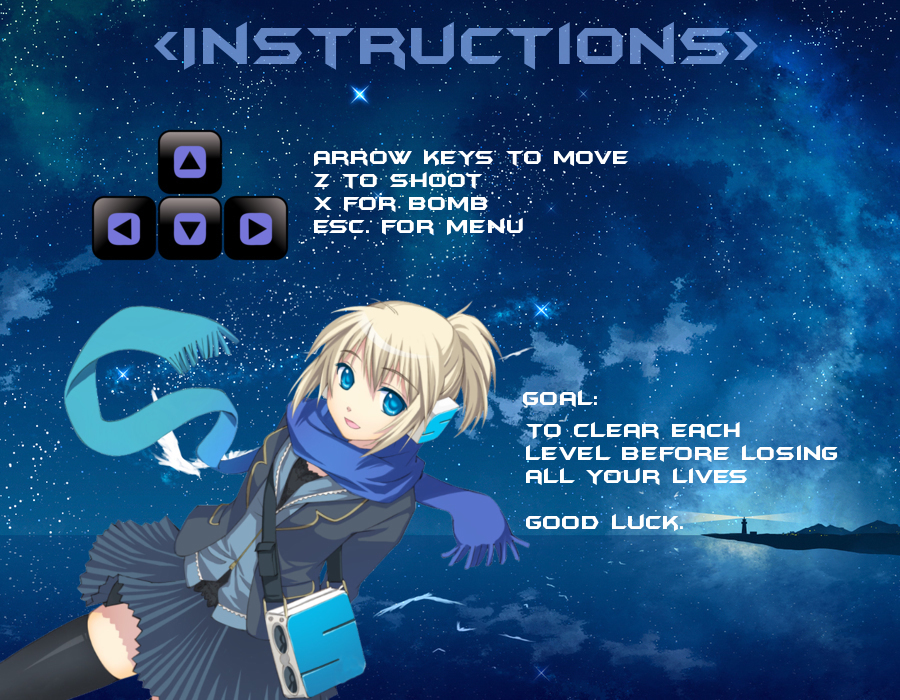 <INSTRUCTIONS>
ARROW KEYS TO MOVE
Z TO SHOOT
X FOR BOMB
ESC. FOR MENU
GOAL:
TO CLEAR EACH
LEVEL BEFORE LOSING
ALL YOUR LIVES
GOOD LUCK.